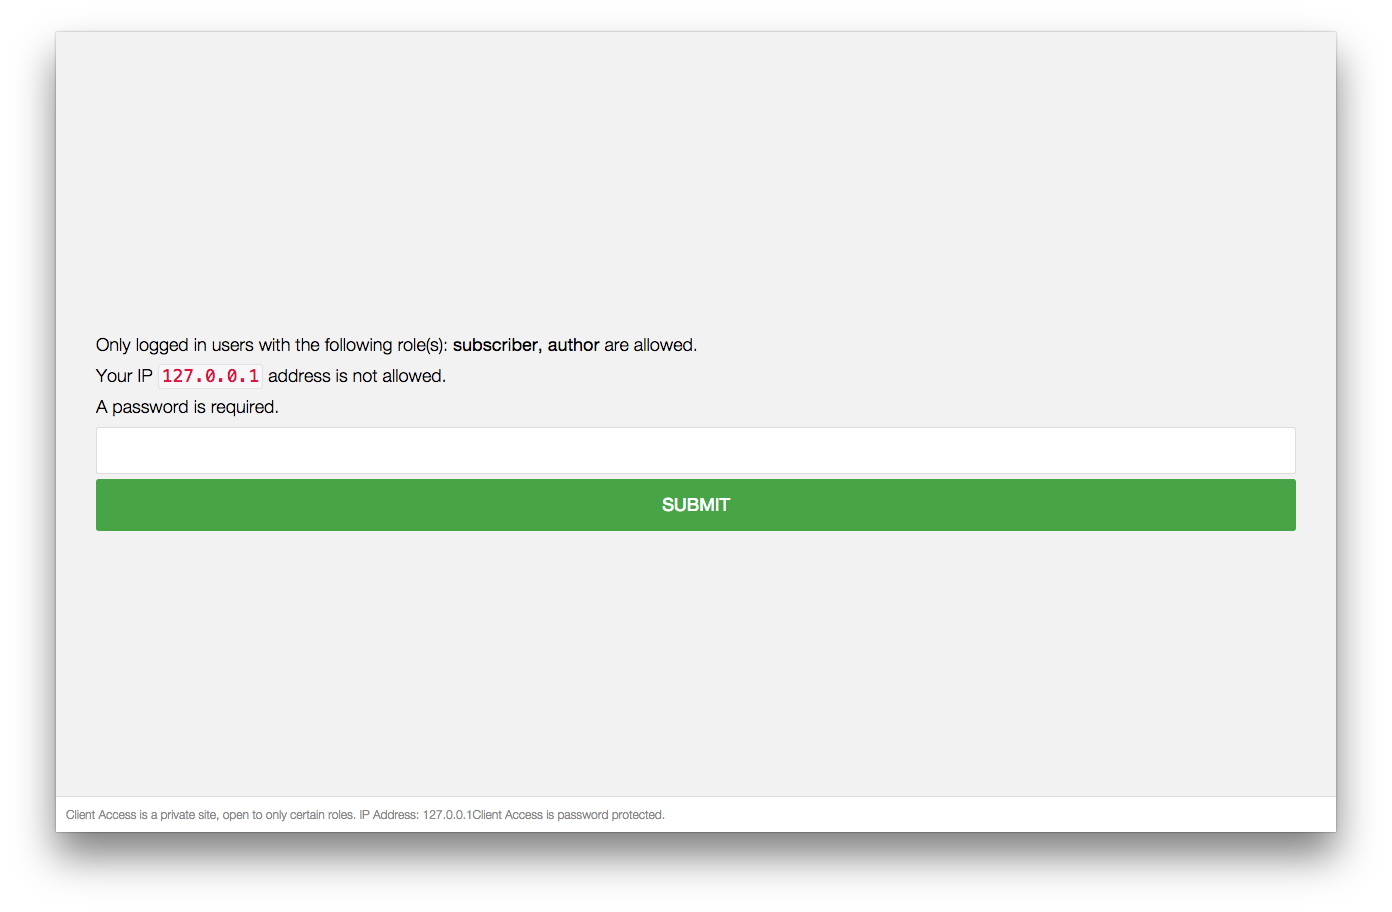 Only logged in users with the following role(s): subscriber, author are allowed.
Your IP 127.0.0.1 address is not allowed.
A password is required.
SUBMIT
Client Access is a private site, open to only certain roles. IP Address: 127.0.0.1Client Access is password protected.